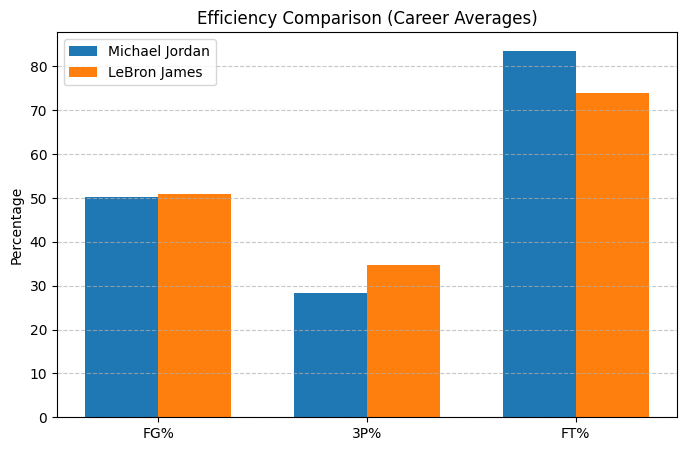 Efficiency Comparison (Career Averages)
Michael Jordan
LeBron James
Percentage
80
70
60
50
40
30
20
10
0
FG%
3P%
FT%